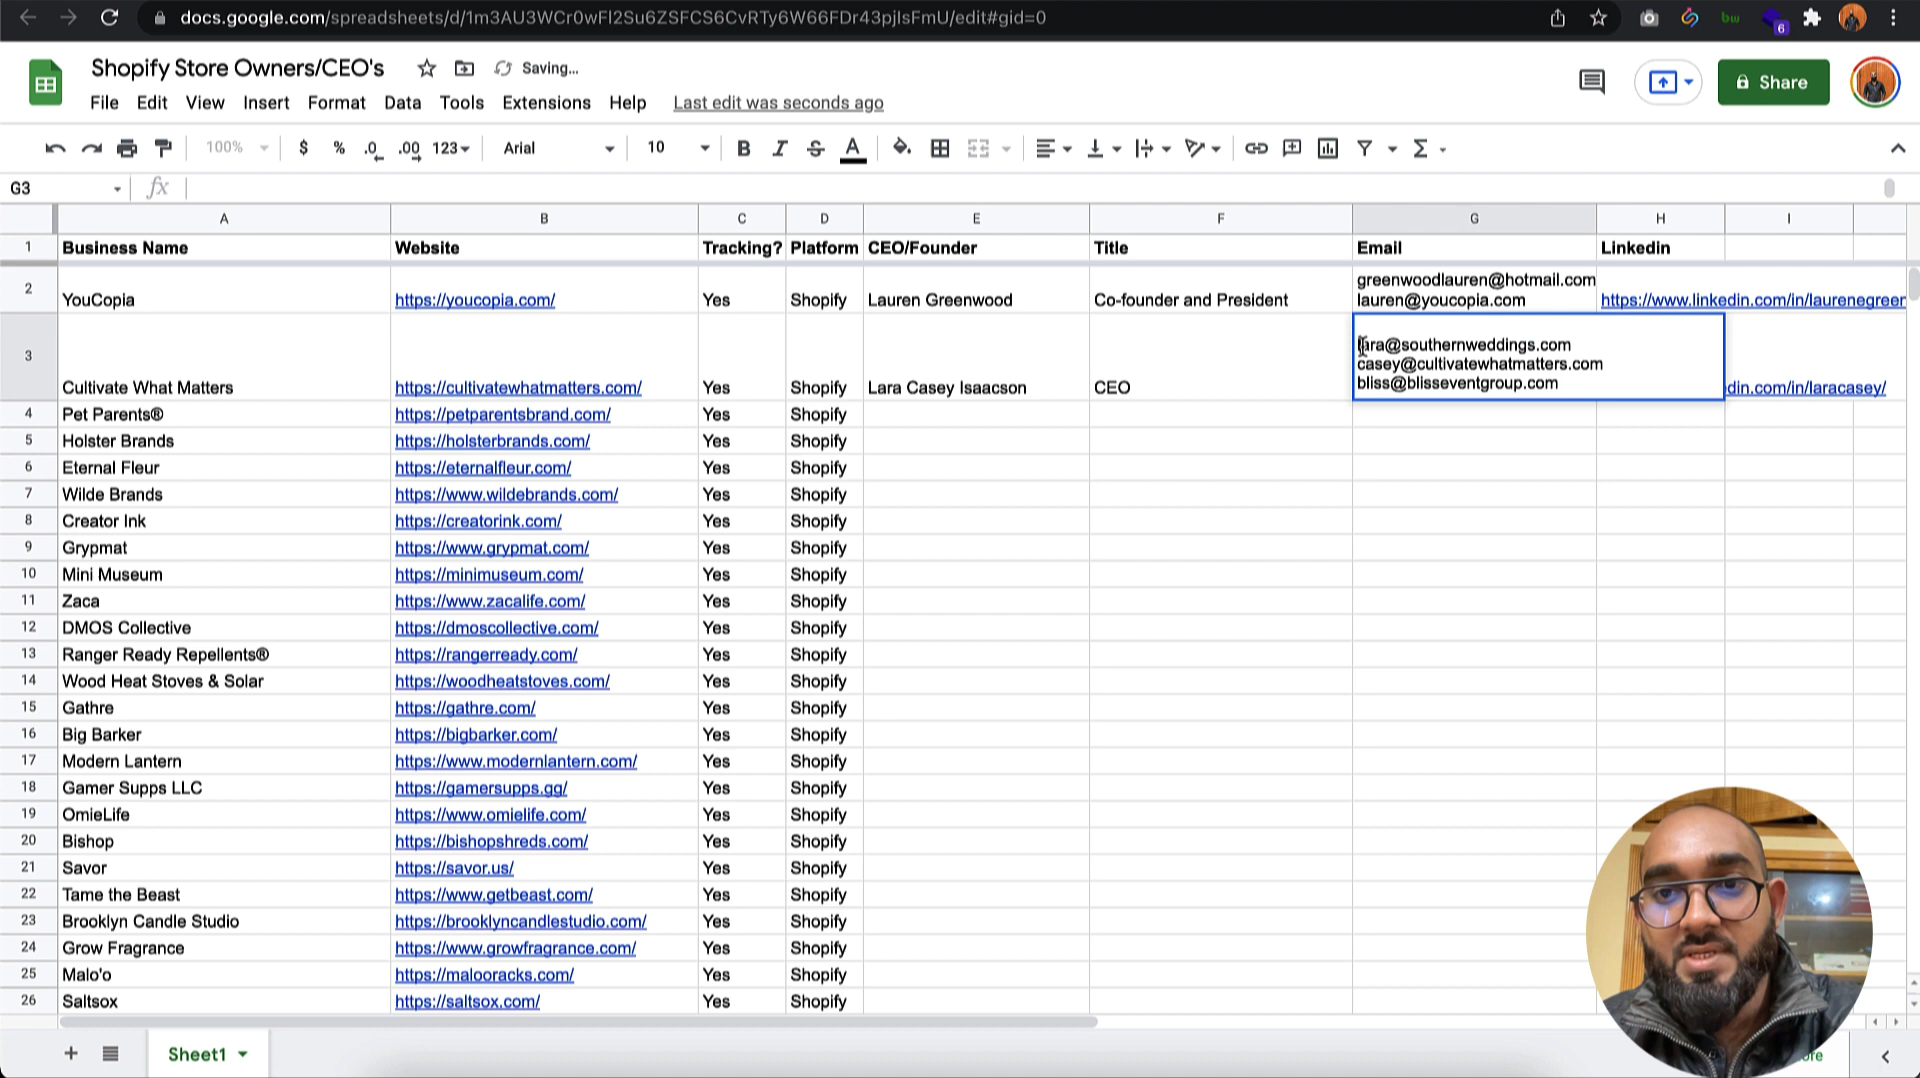 docs.google.com/spreadsheets/d/1m3AU3WCr0wFl2Su6ZSFCS6CvRTy6W66FDr43pjIsFmU/edit#gid=0
bw
6
Shopify Store Owners/CEO's
Saving...
File Edit View Insert Format Data Tools Extensions Help Last edit was seconds ago
Share
100% $ % .0 .00 123 Arial 10 B I S A Σ
G3 fx
A B C D E F G H I
1 Business Name Website Tracking? Platform CEO/Founder Title Email Linkedin
greenwoodlauren@hotmail.com
2 YouCopia https://youcopia.com/ Yes Shopify Lauren Greenwood Co-founder and President lauren@youcopia.com https://www.linkedin.com/in/laurenegreer
lara@southernweddings.com
casey@cultivatewhatmatters.com
bliss@blisseventgroup.com
3 Cultivate What Matters https://cultivatewhatmatters.com/ Yes Shopify Lara Casey Isaacson CEO din.com/in/laracasey/
4 Pet Parents® https://petparentsbrand.com/ Yes Shopify
5 Holster Brands https://holsterbrands.com/ Yes Shopify
6 Eternal Fleur https://eternalfleur.com/ Yes Shopify
7 Wilde Brands https://www.wildebrands.com/ Yes Shopify
8 Creator Ink https://creatorink.com/ Yes Shopify
9 Grypmat https://www.grypmat.com/ Yes Shopify
10 Mini Museum https://minimuseum.com/ Yes Shopify
11 Zaca https://www.zacalife.com/ Yes Shopify
12 DMOS Collective https://dmoscollective.com/ Yes Shopify
13 Ranger Ready Repellents® https://rangerready.com/ Yes Shopify
14 Wood Heat Stoves & Solar https://woodheatstoves.com/ Yes Shopify
15 Gathre https://gathre.com/ Yes Shopify
16 Big Barker https://bigbarker.com/ Yes Shopify
17 Modern Lantern https://www.modernlantern.com/ Yes Shopify
18 Gamer Supps LLC https://gamersupps.gg/ Yes Shopify
19 OmieLife https://www.omielife.com/ Yes Shopify
20 Bishop https://bishopshreds.com/ Yes Shopify
21 Savor https://savor.us/ Yes Shopify
22 Tame the Beast https://www.getbeast.com/ Yes Shopify
23 Brooklyn Candle Studio https://brooklyncandlestudio.com/ Yes Shopify
24 Grow Fragrance https://www.growfragrance.com/ Yes Shopify
25 Malo'o https://malooracks.com/ Yes Shopify
26 Saltsox https://saltsox.com/ Yes Shopify
Sheet1